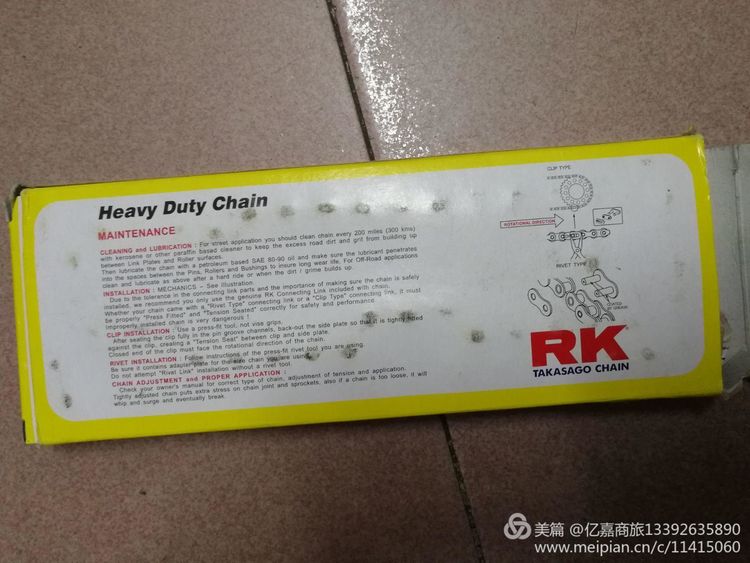 Heavy Duty Chain
MAINTENANCE
CLEANING and LUBRICATION : For street application you should clean chain every 200 miles (300 kms)
with kerosene or other paraffin based cleaner to keep the excess road dirt and grit from building up
between Link Plates and Roller surfaces.
Then lubricate the chain with a petroleum based SAE 80-90 oil and make sure the lubricant penetrates
into the spaces between the Pins, Rollers and Bushings to insure long wear life. For Off-Road applications
clean and lubricate as above after a hard ride or when the dirt / grime builds up.
INSTALLATION : MECHANICS – See illustration.
Due to the tolerance in the connecting link parts and the importance of making sure the chain is safely
installed, we recommend you only use the genuine RK Connecting Link included with chain.
Whether your chain came with a "Rivet Type" connecting link or a "Clip Type" connecting link, it must
be properly "Press Fitted" and "Tension Seated" correctly for safety and performance
Improperly installed chain is very dangerous !
CLIP INSTALLATION : Use a press-fit tool, not vise grips.
After seating the clip fully in the pin groove channels, back-out the side plate so that it is tightly fitted
against the clip, creating a "Tension Seat" between clip and side plate.
Closed end of clip must face the rotational direction of the chain.
RIVET INSTALLATION : Follow instructions of the press-fit rivet tool you are using.
Be sure it contains adapter plate for the size chain you are using.
Do not attempt "Rivat Link" installation without a rivet tool.
CHAIN ADJUSTMENT and PROPER APPLICATION :
Check your owner's manual for correct type of chain, adjustment of tension and application.
Tightly adjusted chain puts extra stress on chain joint and sprockets, also if a chain is too loose, it will
whip and surge and eventually break.
CLIP TYPE
ROTATIONAL DIRECTION
RIVET TYPE
RK
TAKASAGO CHAIN
美篇 @亿嘉商旅13392635890
www.meipian.cn/c/11415060